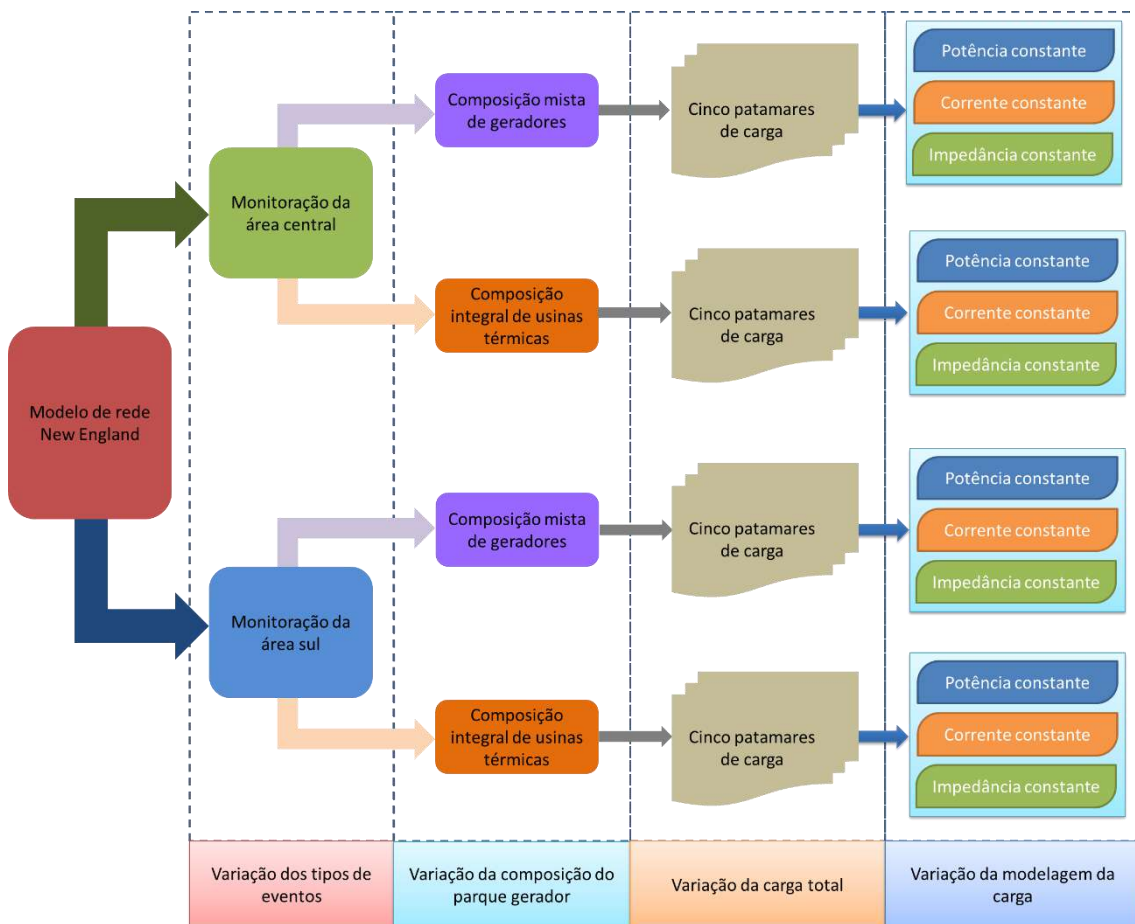 Modelo de rede
New England
Monitoração da
área central
Composição mista
de geradores
Cinco patamares
de carga
Potência constante
Corrente constante
Impedância constante
Composição
integral de usinas
térmicas
Cinco patamares
de carga
Potência constante
Corrente constante
Impedância constante
Monitoração da
área sul
Composição mista
de geradores
Cinco patamares
de carga
Potência constante
Corrente constante
Impedância constante
Composição
integral de usinas
térmicas
Cinco patamares
de carga
Potência constante
Corrente constante
Impedância constante
Variação dos tipos de
eventos
Variação da composição do
parque gerador
Variação da carga total
Variação da modelagem da
carga